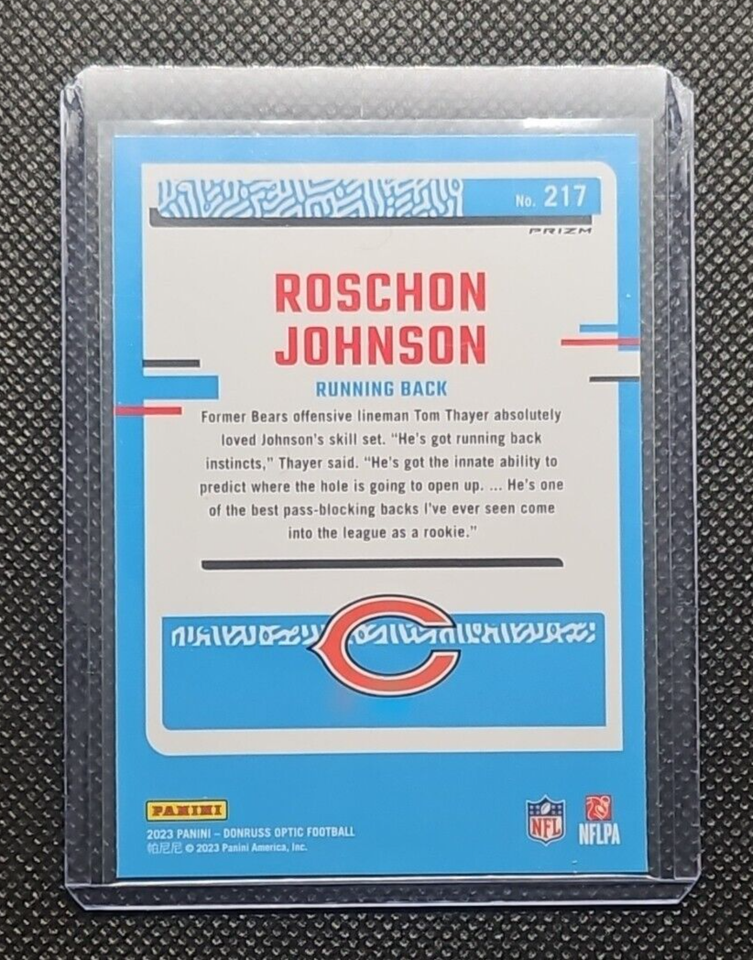 No. 217
PRIZM
ROSCHON
JOHNSON
RUNNING BACK
Former Bears offensive lineman Tom Thayer absolutely
loved Johnson's skill set. “He's got running back
instincts,” Thayer said. “He's got the innate ability to
predict where the hole is going to open up. ... He's one
of the best pass-blocking backs I've ever seen come
into the league as a rookie.”
C
PANINI
2023 PANINI – DONRUSS OPTIC FOOTBALL
帕尼尼 © 2023 Panini America, Inc.
NFL
NFLPA